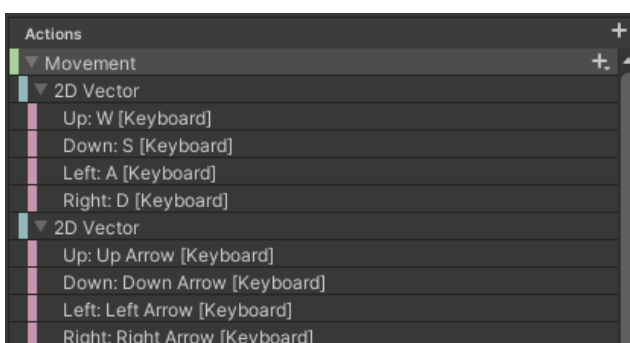 Actions
Movement
2D Vector
Up: W [Keyboard]
Down: S [Keyboard]
Left: A [Keyboard]
Right: D [Keyboard]
2D Vector
Up: Up Arrow [Keyboard]
Down: Down Arrow [Keyboard]
Left: Left Arrow [Keyboard]
Right: Right Arrow [Keyboard]